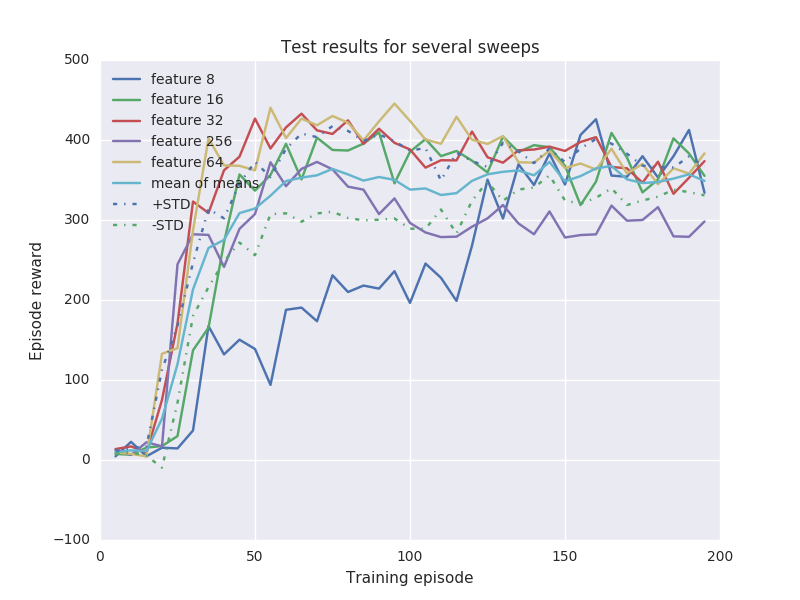 Test results for several sweeps
500
400
300
200
100
0
−100
Episode reward
feature 8
feature 16
feature 32
feature 256
feature 64
mean of means
+STD
-STD
0
50
100
150
200
Training episode